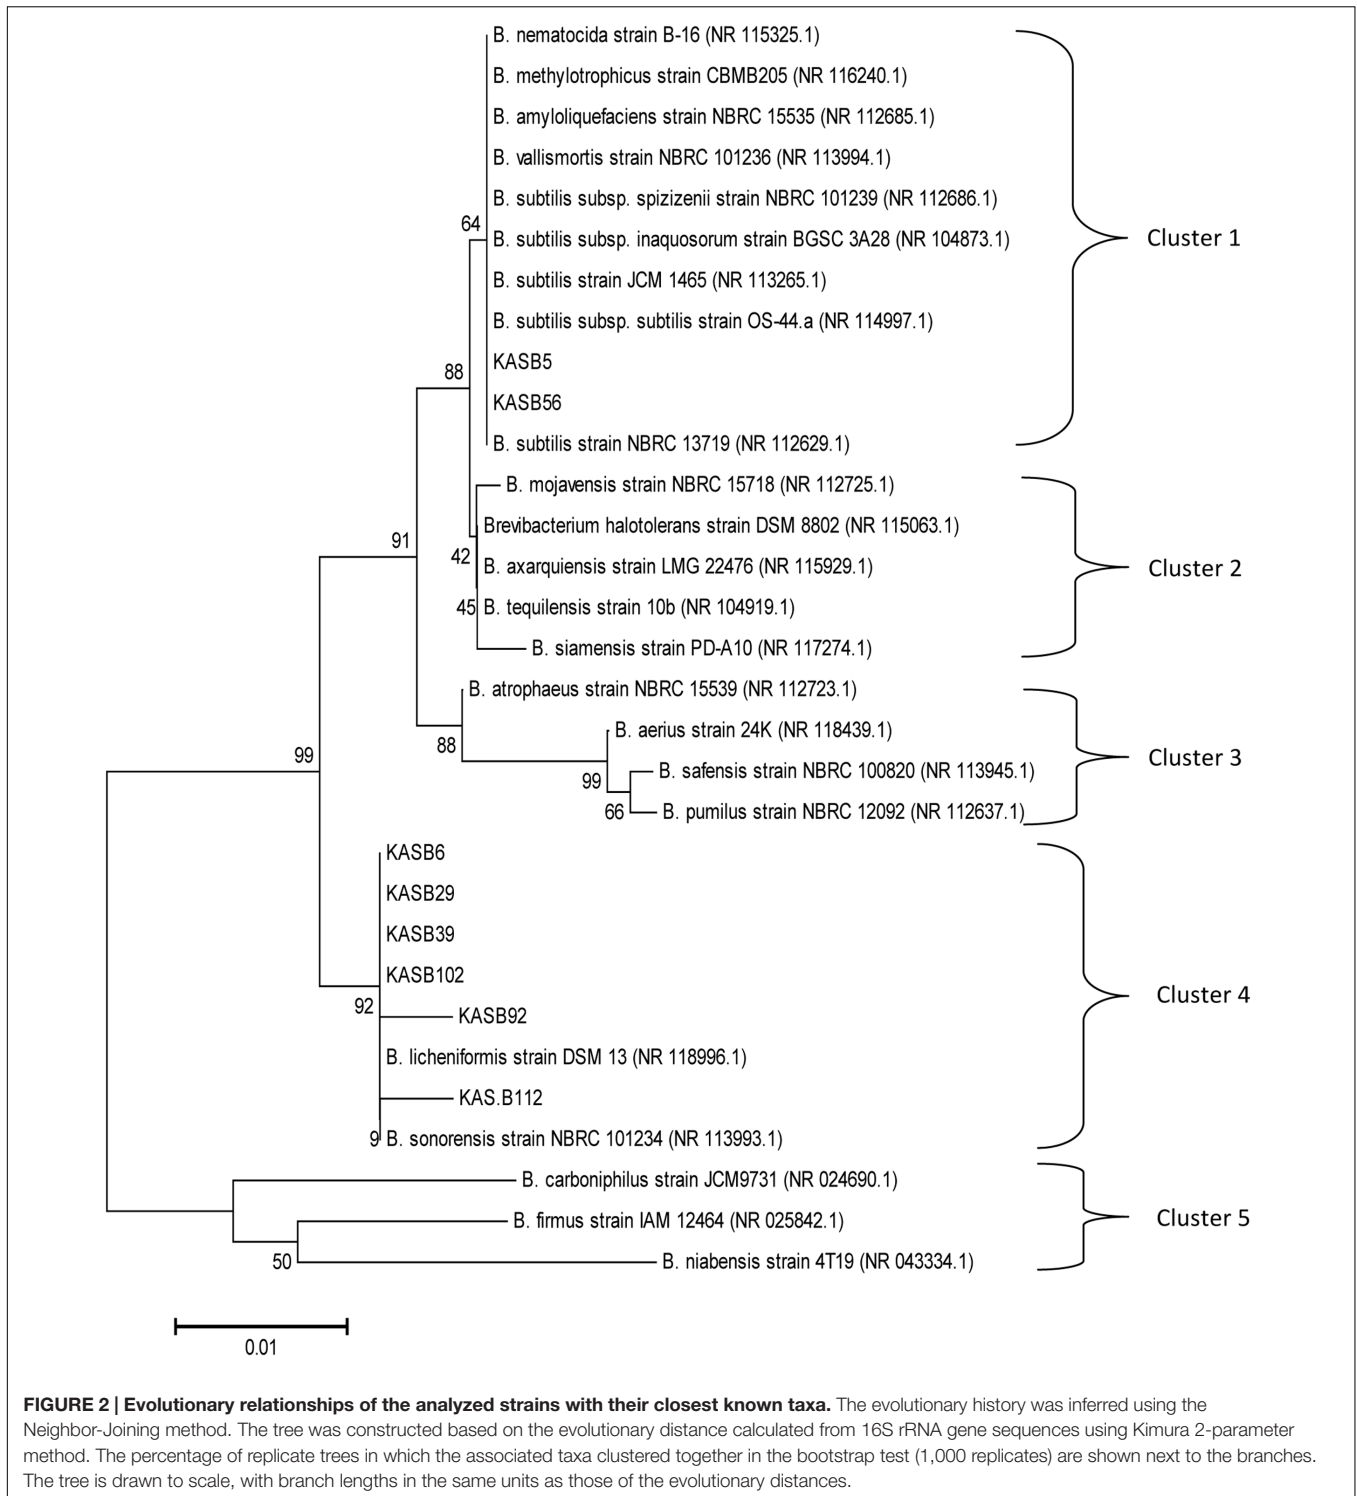 B. nematocida strain B-16 (NR 115325.1)
B. methylotrophicus strain CBMB205 (NR 116240.1)
B. amyloliquefaciens strain NBRC 15535 (NR 112685.1)
B. vallismortis strain NBRC 101236 (NR 113994.1)
B. subtilis subsp. spizizenii strain NBRC 101239 (NR 112686.1)
64
B. subtilis subsp. inaquosorum strain BGSC 3A28 (NR 104873.1)
Cluster 1
B. subtilis strain JCM 1465 (NR 113265.1)
B. subtilis subsp. subtilis strain OS-44.a (NR 114997.1)
KASB5
88
KASB56
B. subtilis strain NBRC 13719 (NR 112629.1)
B. mojavensis strain NBRC 15718 (NR 112725.1)
Brevibacterium halotolerans strain DSM 8802 (NR 115063.1)
91
42
B. axarquiensis strain LMG 22476 (NR 115929.1)
Cluster 2
45
B. tequilensis strain 10b (NR 104919.1)
B. siamensis strain PD-A10 (NR 117274.1)
B. atrophaeus strain NBRC 15539 (NR 112723.1)
B. aerius strain 24K (NR 118439.1)
88
99
Cluster 3
B. safensis strain NBRC 100820 (NR 113945.1)
99
66
B. pumilus strain NBRC 12092 (NR 112637.1)
KASB6
KASB29
KASB39
KASB102
Cluster 4
92
KASB92
B. licheniformis strain DSM 13 (NR 118996.1)
KAS.B112
9
B. sonorensis strain NBRC 101234 (NR 113993.1)
B. carboniphilus strain JCM9731 (NR 024690.1)
B. firmus strain IAM 12464 (NR 025842.1)
Cluster 5
50
B. niabensis strain 4T19 (NR 043334.1)
0.01
FIGURE 2 | Evolutionary relationships of the analyzed strains with their closest known taxa. The evolutionary history was inferred using the
Neighbor-Joining method. The tree was constructed based on the evolutionary distance calculated from 16S rRNA gene sequences using Kimura 2-parameter
method. The percentage of replicate trees in which the associated taxa clustered together in the bootstrap test (1,000 replicates) are shown next to the branches.
The tree is drawn to scale, with branch lengths in the same units as those of the evolutionary distances.